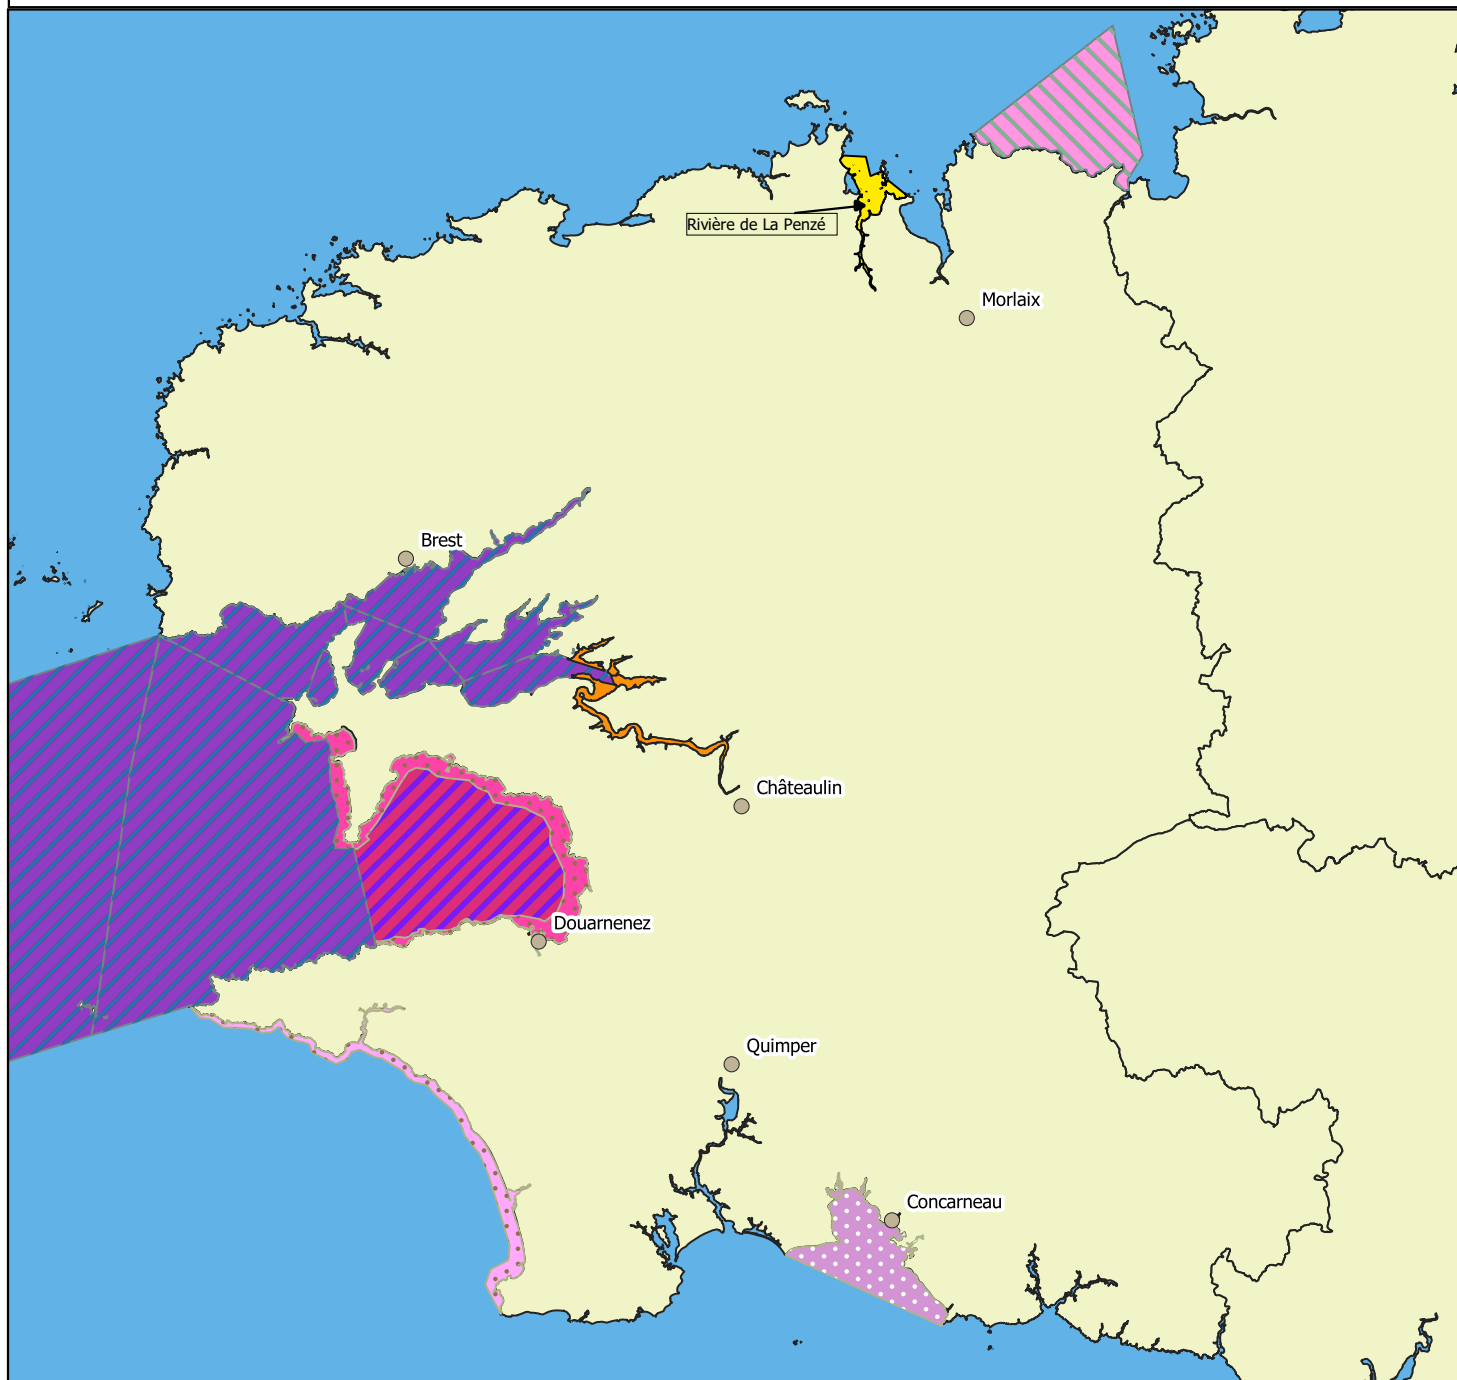 Rivière de La Penzé
Morlaix
Brest
Châteaulin
Douarnenez
Quimper
Concarneau